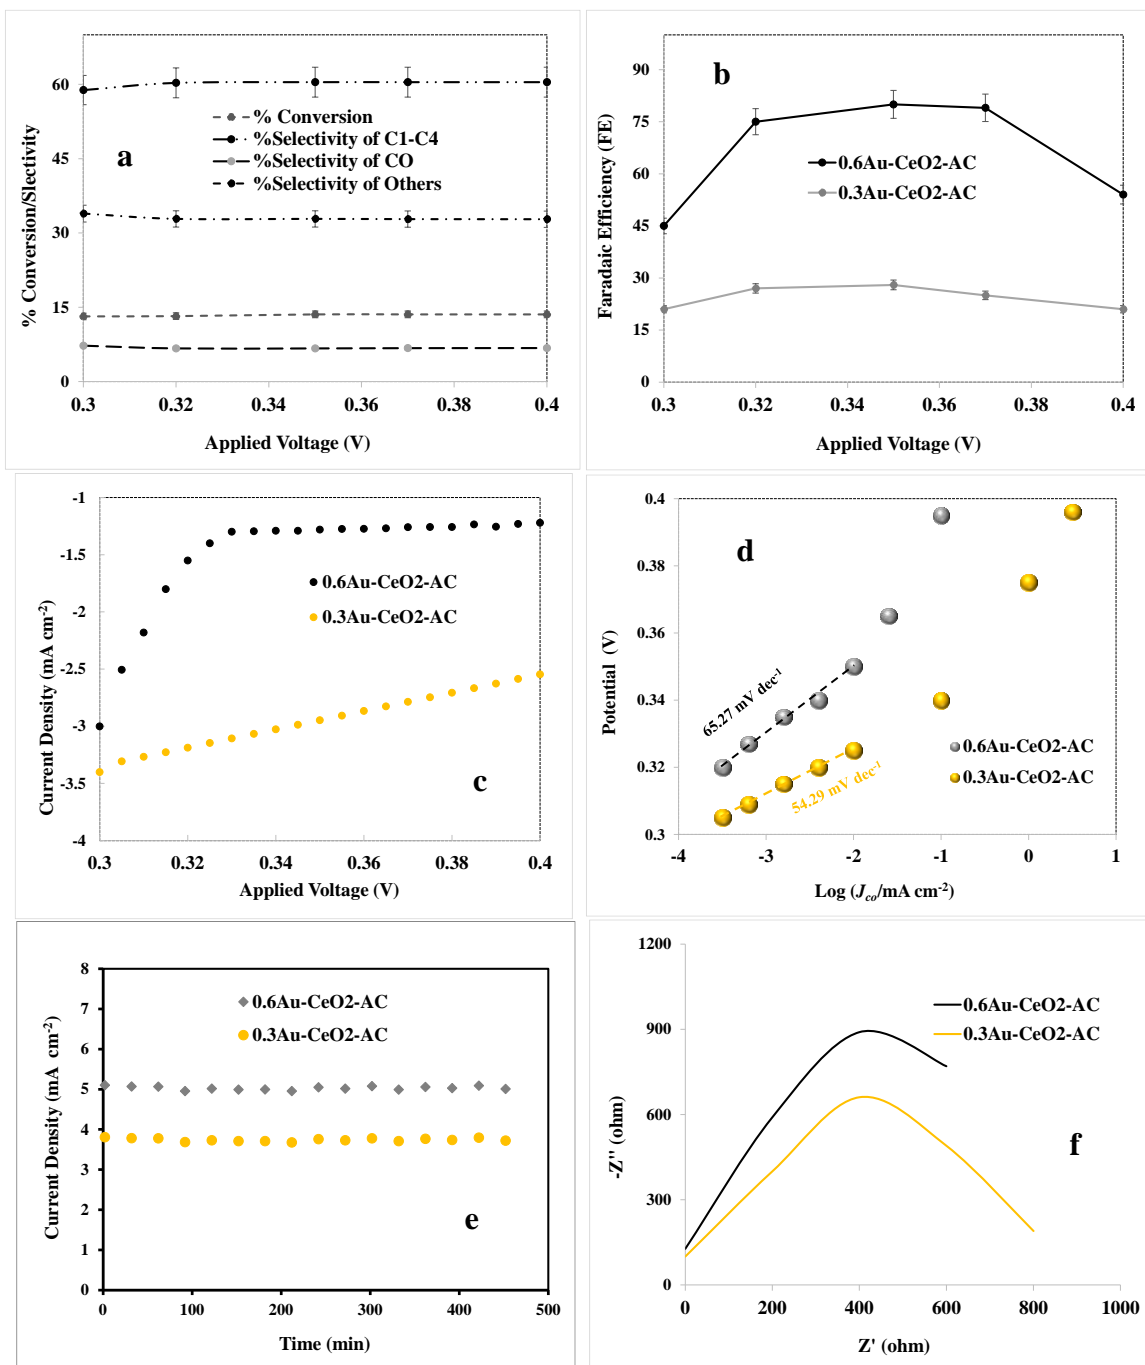 60
45
30
15
0
% Conversion/Slectivity
a
% Conversion
%Selectivity of C1-C4
%Selectivity of CO
%Selectivity of Others
0.3 0.32 0.34 0.36 0.38 0.4
Applied Voltage (V)
90
75
60
45
30
15
0
Faradaic Efficiency (FE)
b
0.6Au-CeO2-AC
0.3Au-CeO2-AC
0.3 0.32 0.34 0.36 0.38 0.4
Applied Voltage (V)
-1
-1.5
-2
-2.5
-3
-3.5
-4
Current Density (mA cm-2)
0.6Au-CeO2-AC
0.3Au-CeO2-AC
c
0.3 0.32 0.34 0.36 0.38 0.4
Applied Voltage (V)
0.4
0.38
0.36
0.34
0.32
0.3
Potential (V)
d
65.27 mV dec-1
54.29 mV dec-1
0.6Au-CeO2-AC
0.3Au-CeO2-AC
-4 -3 -2 -1 0 1
Log (Jco/mA cm-2)
8
7
6
5
4
3
2
1
0
Current Density (mA cm-2)
0.6Au-CeO2-AC
0.3Au-CeO2-AC
e
0 100 200 300 400 500
Time (min)
1200
900
600
300
0
-Z'' (ohm)
0.6Au-CeO2-AC
0.3Au-CeO2-AC
f
0 200 400 600 800 1000
Z' (ohm)